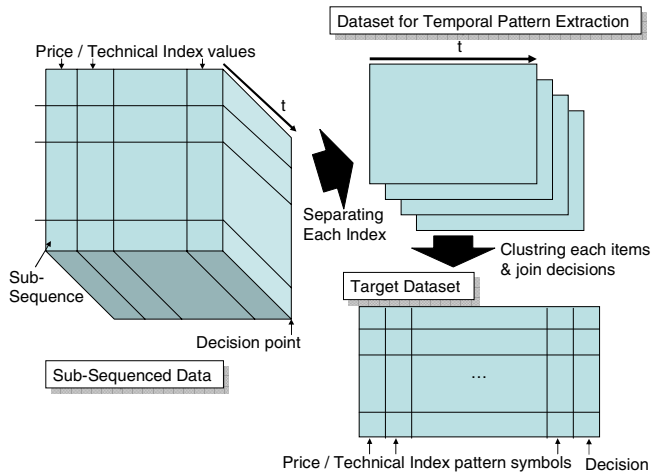 Dataset for Temporal Pattern Extraction
Price / Technical Index values
t
t
Separating
Each Index
Clustring each items
& join decisions
Sub-
Sequence
Decision point
Target Dataset
Sub-Sequenced Data
...
Price / Technical Index pattern symbols
Decision